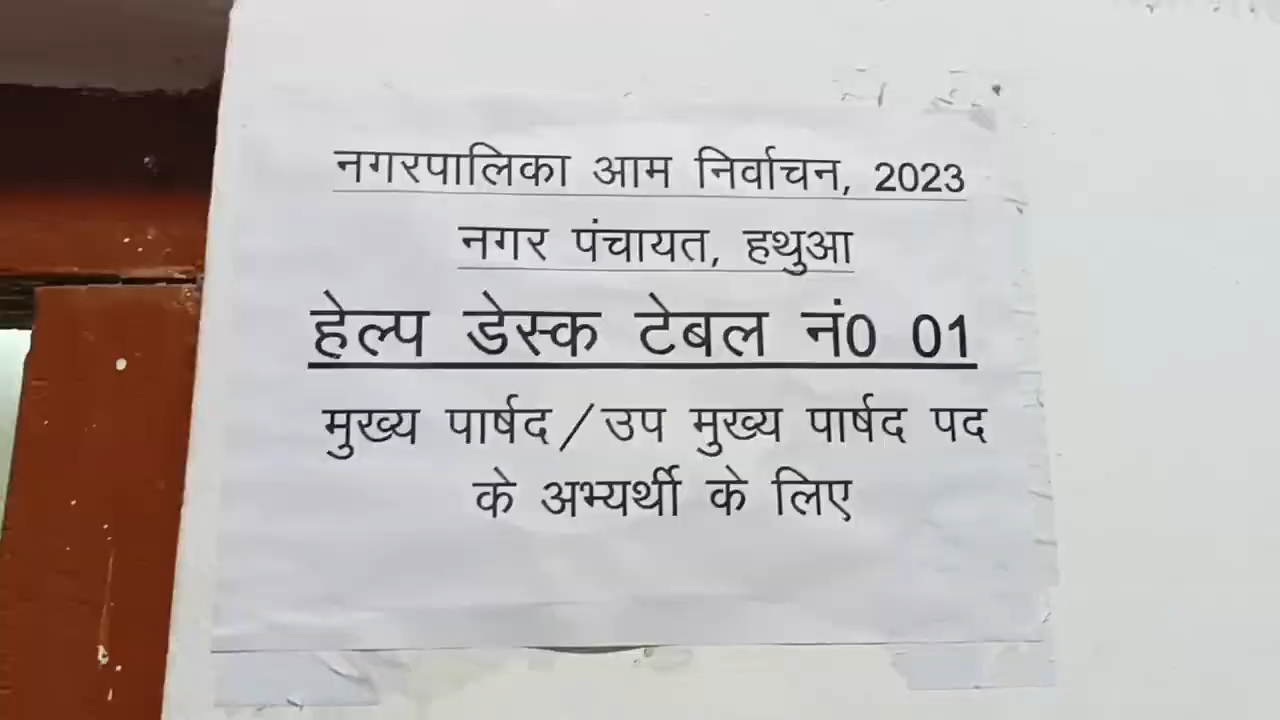 नगरपालिका आम निर्वाचन, 2023
नगर पंचायत, हथुआ
हेल्प डेस्क टेबल नं0 01
मुख्य पार्षद/उप मुख्य पार्षद पद
के अभ्यर्थी के लिए